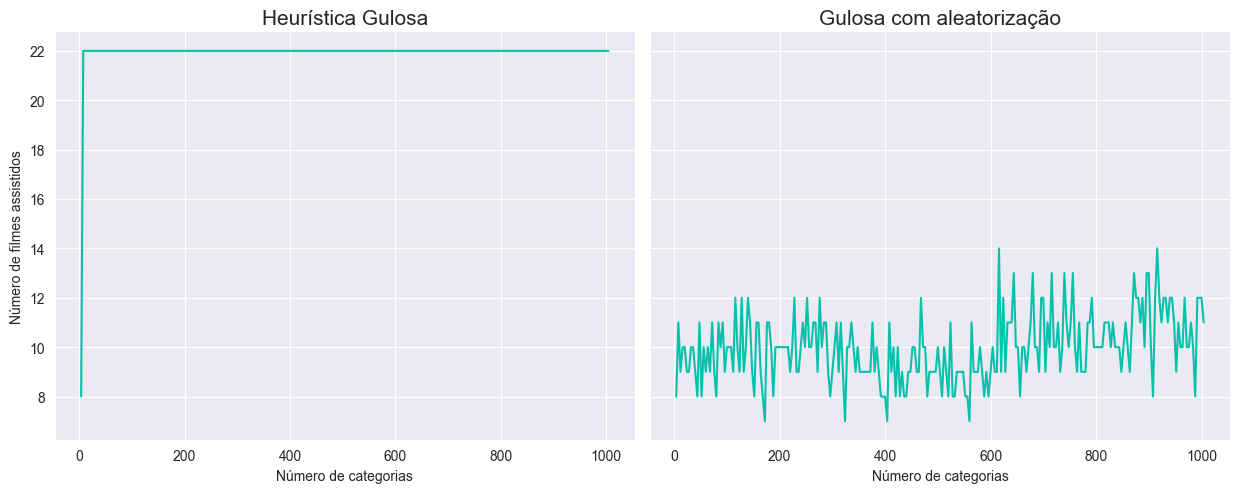 Heurística Gulosa
Gulosa com aleatorização
Número de filmes assistidos
22
20
18
16
14
12
10
8
0 200 400 600 800 1000
0 200 400 600 800 1000
Número de categorias
Número de categorias